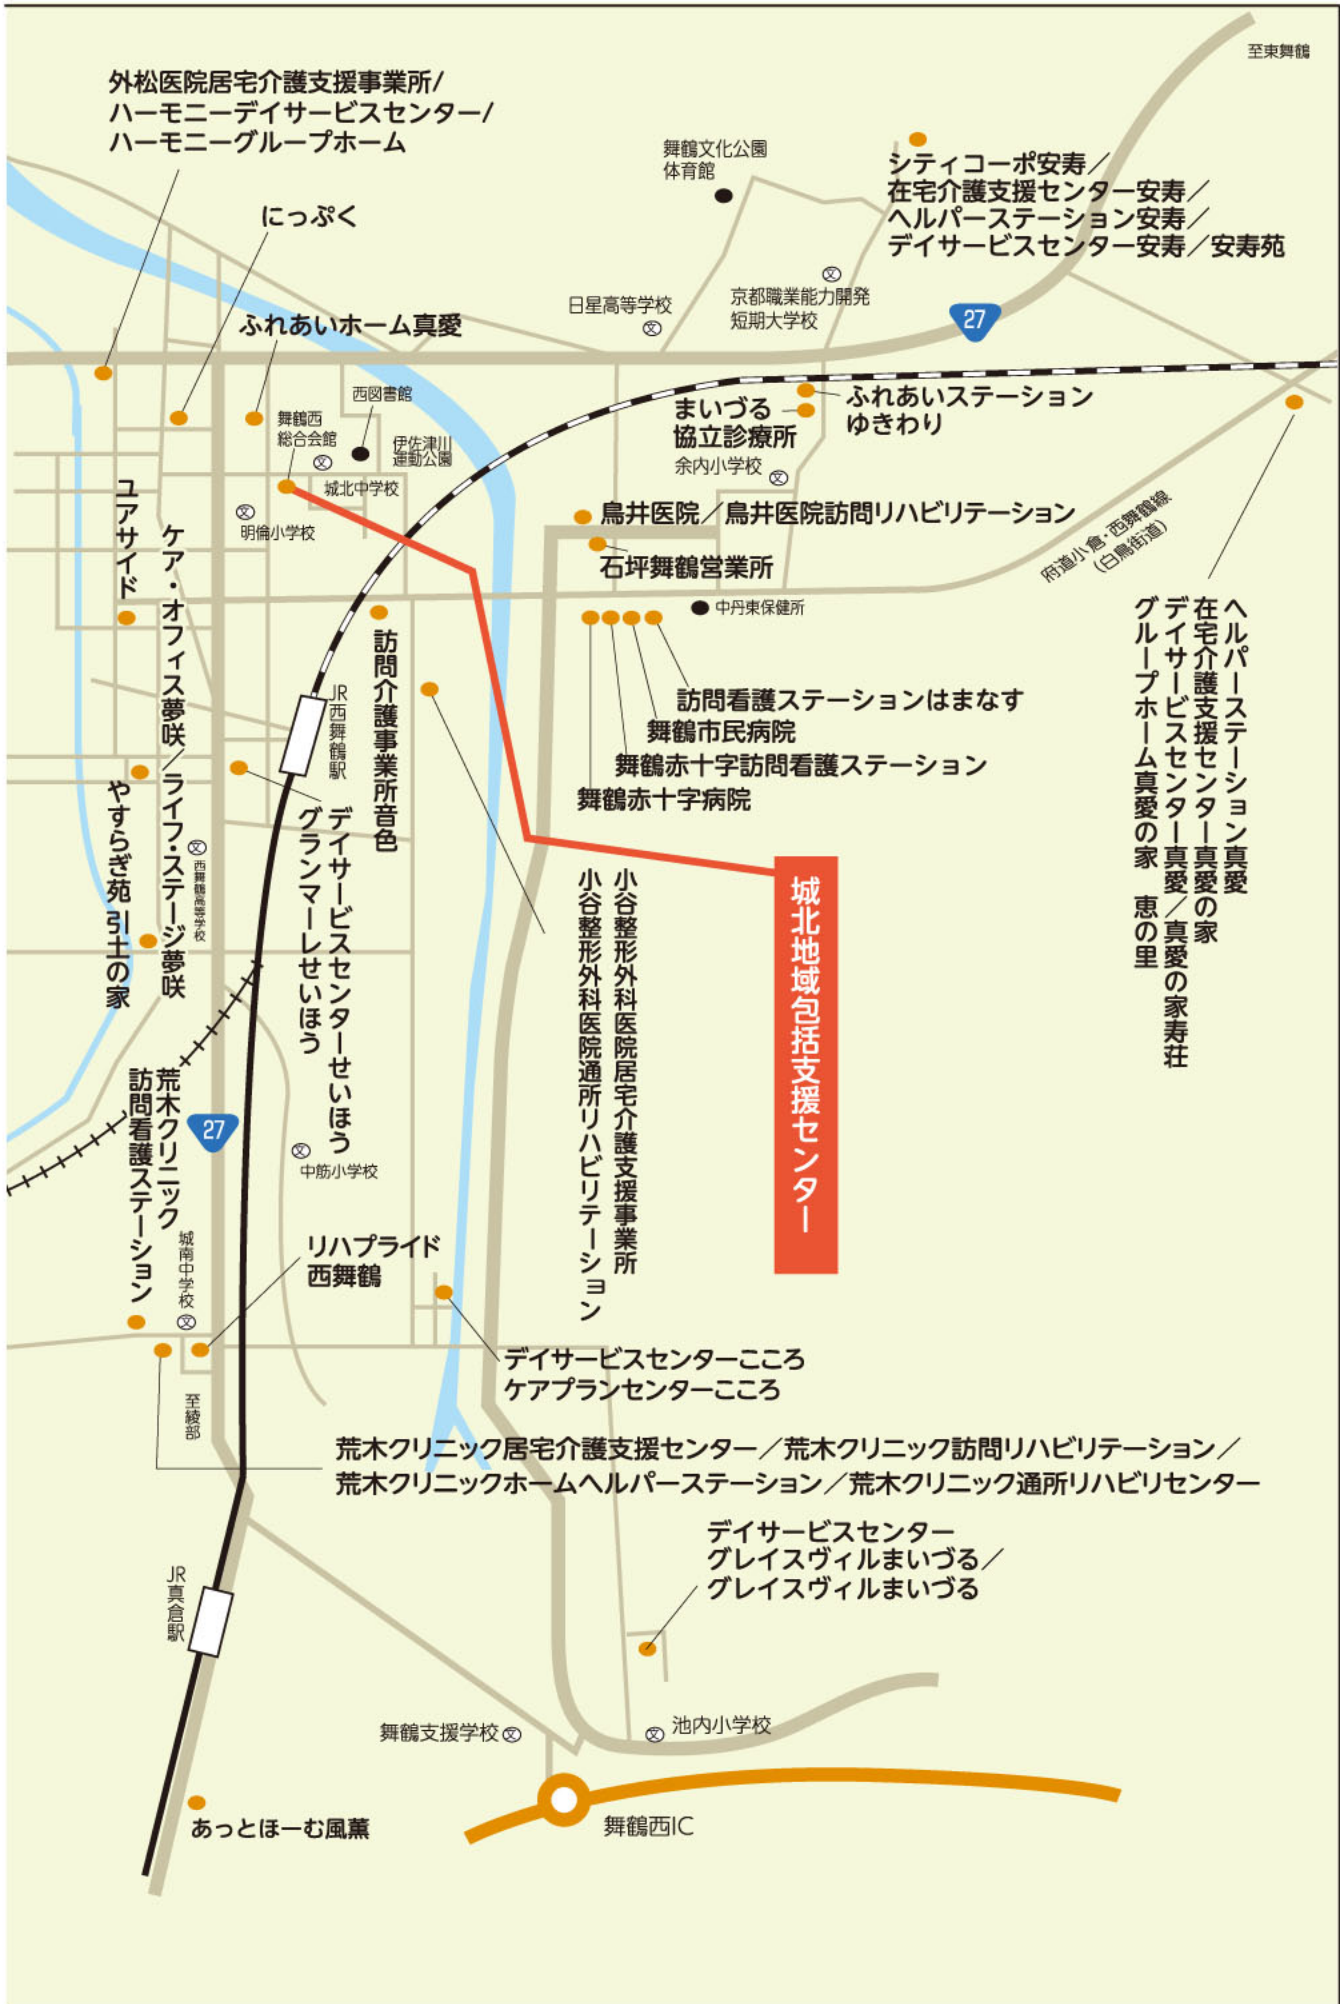 至東舞鶴
外松医院居宅介護支援事業所/
ハーモニーデイサービスセンター/
ハーモニーグループホーム
舞鶴文化公園
体育館
シティコーポ安寿／
在宅介護支援センター安寿／
ヘルパーステーション安寿／
デイサービスセンター安寿／安寿苑
にっぷく
京都職業能力開発
短期大学校
文
日星高等学校
文
27
ふれあいホーム真愛
西図書館
舞鶴西
総合会館
文
伊佐津川
運動公園
城北中学校
文
明倫小学校
まいづる
協立診療所
ふれあいステーション
ゆきわり
余内小学校
文
鳥井医院／鳥井医院訪問リハビリテーション
石坪舞鶴営業所
府道小倉・西舞鶴線
（白鳥街道）
中丹東保健所
ユアサイド
ケア・オフィス夢咲／ライフ・ステージ夢咲
訪問介護事業所音色
JR西舞鶴駅
訪問看護ステーションはまなす
舞鶴市民病院
舞鶴赤十字訪問看護ステーション
舞鶴赤十字病院
ヘルパーステーション真愛
在宅介護支援センター真愛の家
デイサービスセンター真愛／真愛の家寿荘
グループホーム真愛の家　恵の里
やすらぎ苑 引土の家
文
西舞鶴高等学校
デイサービスセンターせいほう
グランマーレせいほう
小谷整形外科医院居宅介護支援事業所
小谷整形外科医院通所リハビリテーション
城北地域包括支援センター
荒木クリニック
訪問看護ステーション
27
文
中筋小学校
城南中学校
文
リハプライド
西舞鶴
デイサービスセンターこころ
ケアプランセンターこころ
至綾部
荒木クリニック居宅介護支援センター／荒木クリニック訪問リハビリテーション／
荒木クリニックホームヘルパーステーション／荒木クリニック通所リハビリセンター
デイサービスセンター
グレイスヴィルまいづる／
グレイスヴィルまいづる
JR真倉駅
舞鶴支援学校
文
文
池内小学校
あっとほーむ風薫
舞鶴西IC